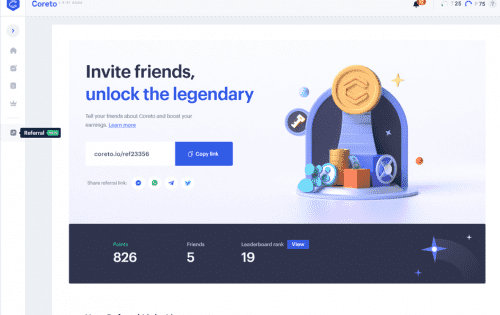 Coreto
25
75
Referral
Invite friends,
unlock the legendary
Tell your friends about Coreto and boost your
earnings. Learn more
coreto.io/ref23356
Copy link
Share referral link:
Points
Friends
Leaderboard rank
View
826
5
19